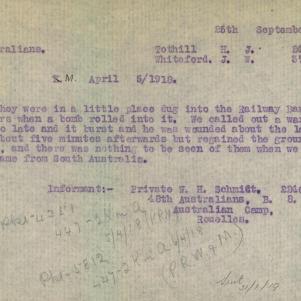 25th Septembe
ralians. Tothill H. J.
Whiteford. J. W.
K.M. April 5/1918.
hey were in a little place dug into the Railway Ban
rs when a bomb rolled into it. We called out a wa
o late and it burst and he was wounded about the l
bout five minutes afterwards but regained the groun
, and there was nothing to be seen of them when we
ame from South Australia.
Informant:- Private W. H. Schmidt,
48th Australians, B. S.
Australian Camp,
Rouelles.
(P.R.W.&M.)